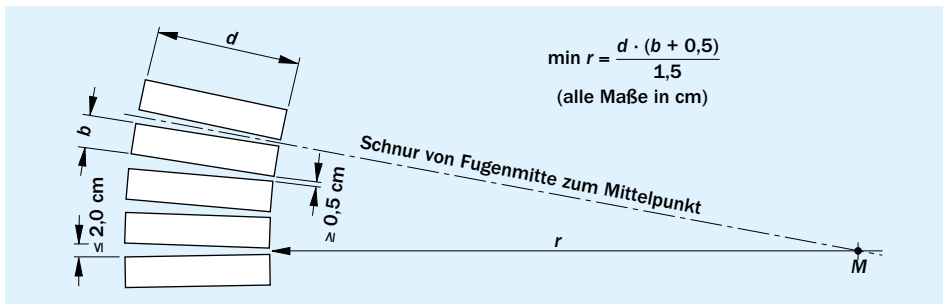 d
min r = d · (b + 0,5) / 1,5
(alle Maße in cm)
b
Schnur von Fugenmitte zum Mittelpunkt
≤ 2,0 cm
≥ 0,5 cm
r
M